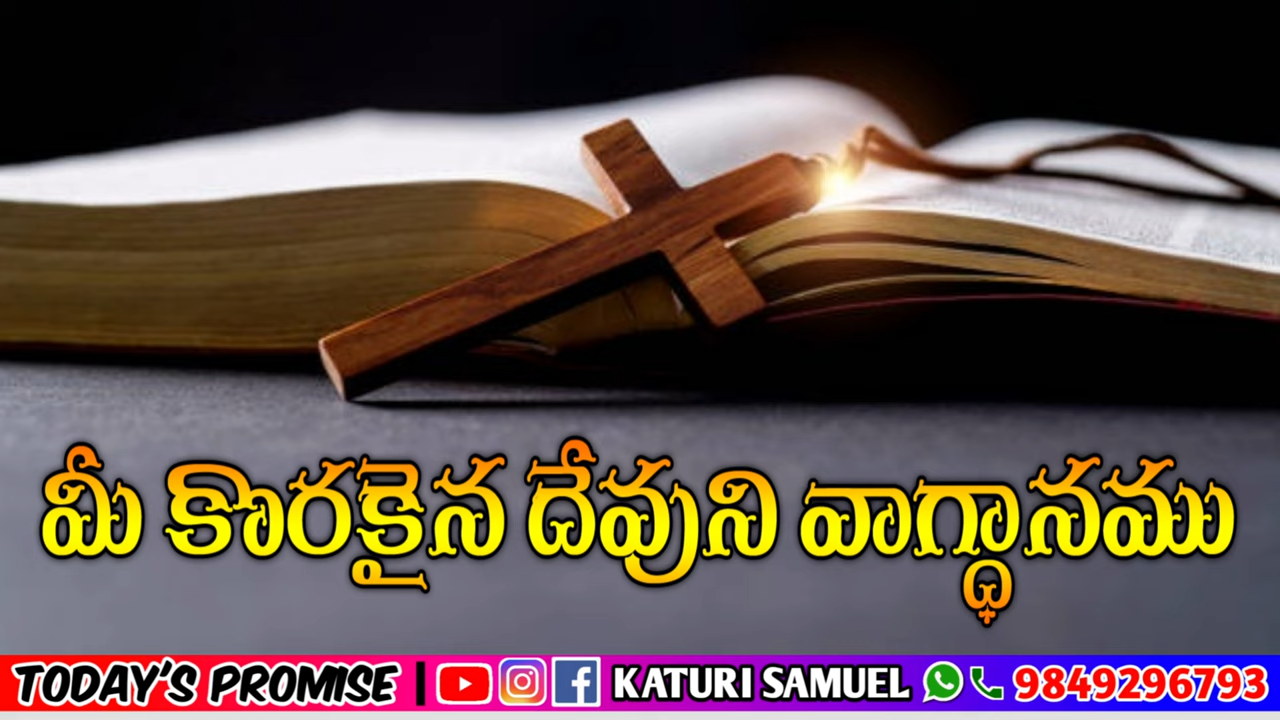 మీ కొరకైన దేవుని వాగ్ధానము
TODAY'S PROMISE | KATURI SAMUEL 9849296793